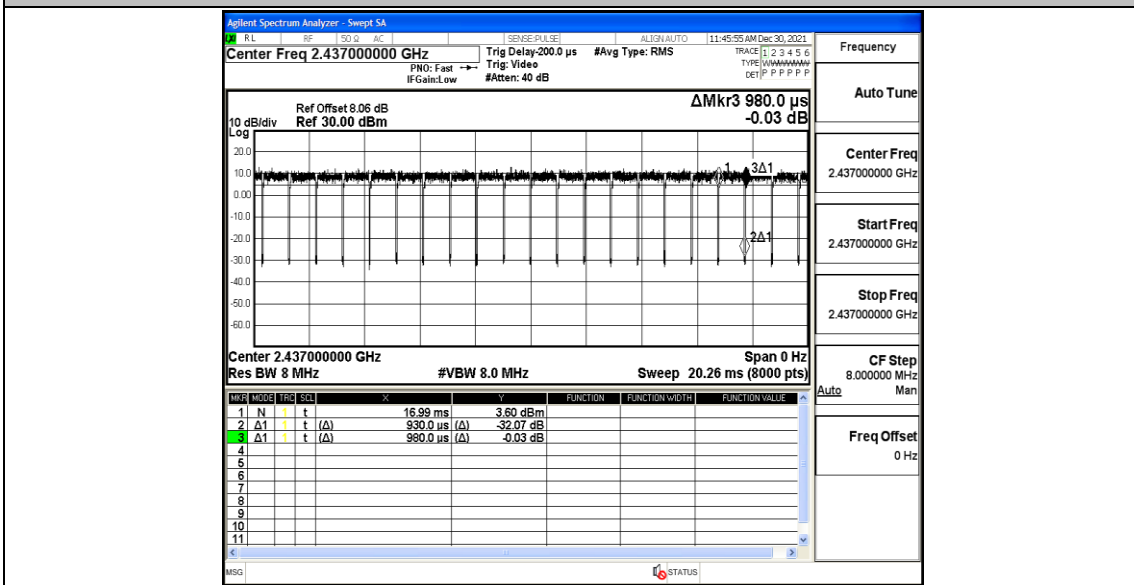 Agilent Spectrum Analyzer - Swept SA
RL RF 50 Ω AC SENSE:PULSE ALIGN AUTO 11:45:55 AM Dec 30, 2021
Center Freq 2.437000000 GHz
PNO: Fast
IFGain:Low
Trig Delay-200.0 µs
Trig: Video
#Atten: 40 dB
#Avg Type: RMS
TRACE 1 2 3 4 5 6
TYPE
DET P P P P P P
ΔMkr3 980.0 µs
-0.03 dB
Ref Offset 8.06 dB
10 dB/div Ref 30.00 dBm
Log
20.0
10.0
0.00
-10.0
-20.0
-30.0
-40.0
-50.0
-60.0
1
3Δ1
2Δ1
Center 2.437000000 GHz Span 0 Hz
Res BW 8 MHz #VBW 8.0 MHz Sweep 20.26 ms (8000 pts)
MKR MODE TRC SCL X Y FUNCTION FUNCTION WIDTH FUNCTION VALUE
1 N 1 t 16.99 ms 3.60 dBm
2 Δ1 1 t (Δ) 930.0 µs (Δ) -32.07 dB
3 Δ1 1 t (Δ) 980.0 µs (Δ) -0.03 dB
4
5
6
7
8
9
10
11
MSG STATUS
Frequency
Auto Tune
Center Freq
2.437000000 GHz
Start Freq
2.437000000 GHz
Stop Freq
2.437000000 GHz
CF Step
8.000000 MHz
Auto Man
Freq Offset
0 Hz